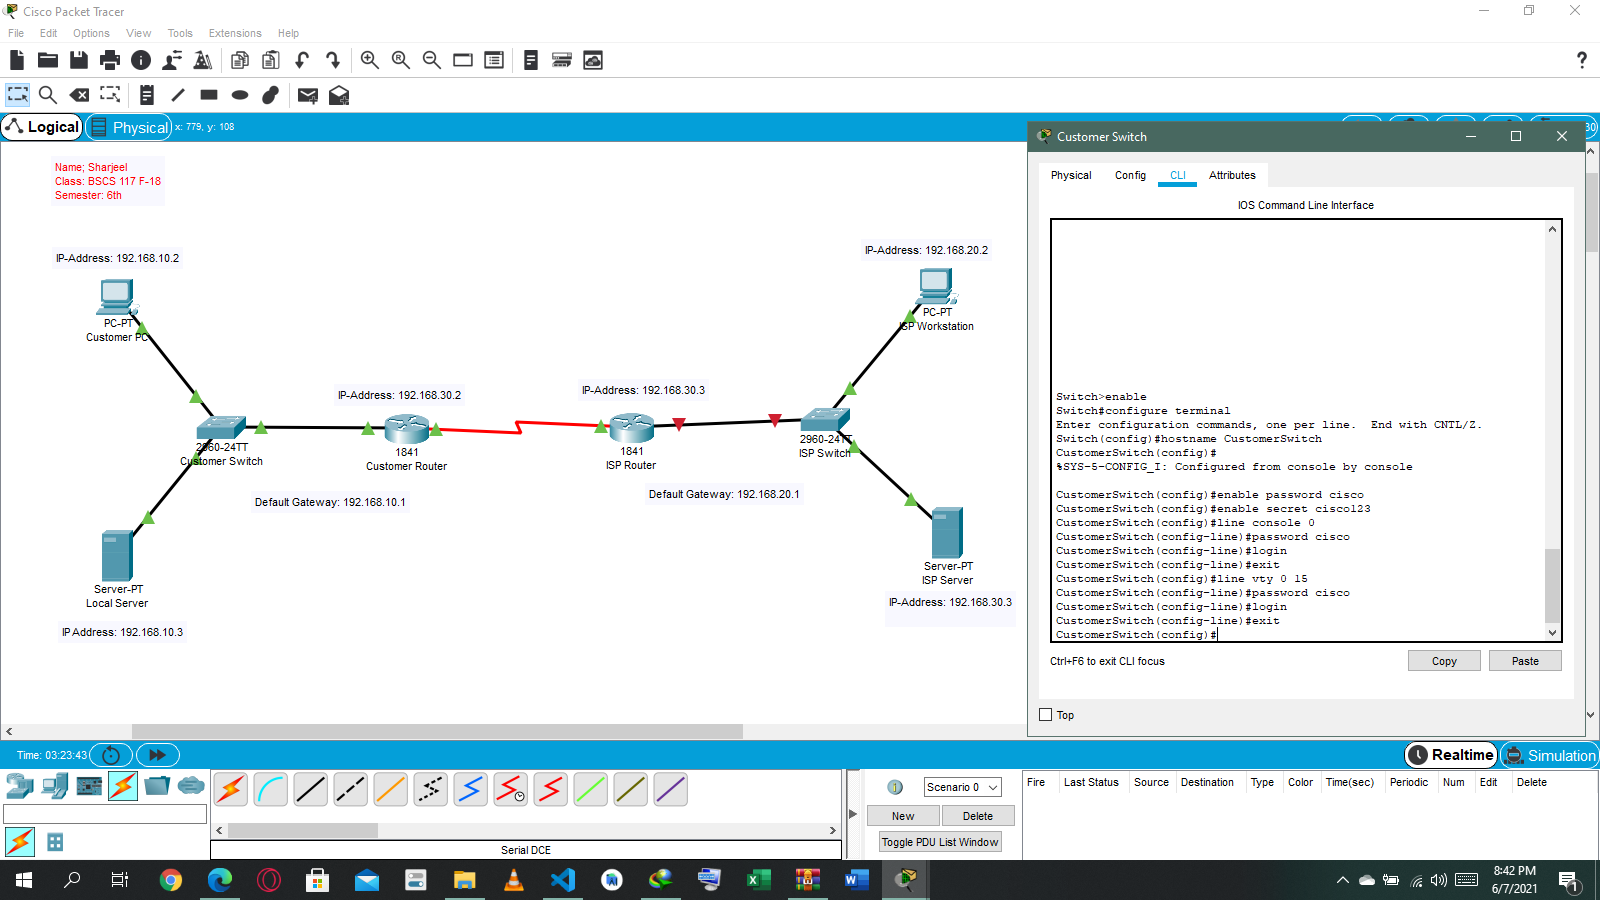 Cisco Packet Tracer
File Edit Options View Tools Extensions Help
Logical
Physical
x: 779, y: 108
Name; Sharjeel
Class: BSCS 117 F-18
Semester: 6th
IP-Address: 192.168.10.2
PC-PT
Customer PC
IP-Address: 192.168.20.2
PC-PT
ISP Workstation
IP-Address: 192.168.30.2
IP-Address: 192.168.30.3
2960-24TT
Customer Switch
1841
Customer Router
1841
ISP Router
2960-24TT
ISP Switch
Default Gateway: 192.168.10.1
Default Gateway: 192.168.20.1
Server-PT
Local Server
IP Address: 192.168.10.3
Server-PT
ISP Server
IP-Address: 192.168.30.3
Customer Switch
Physical Config CLI Attributes
IOS Command Line Interface
Switch>enable
Switch#configure terminal
Enter configuration commands, one per line.  End with CNTL/Z.
Switch(config)#hostname CustomerSwitch
CustomerSwitch(config)#
%SYS-5-CONFIG_I: Configured from console by console
CustomerSwitch(config)#enable password cisco
CustomerSwitch(config)#enable secret cisco123
CustomerSwitch(config)#line console 0
CustomerSwitch(config-line)#password cisco
CustomerSwitch(config-line)#login
CustomerSwitch(config-line)#exit
CustomerSwitch(config)#line vty 0 15
CustomerSwitch(config-line)#password cisco
CustomerSwitch(config-line)#login
CustomerSwitch(config-line)#exit
CustomerSwitch(config)#
Ctrl+F6 to exit CLI focus
Copy
Paste
Top
Time: 03:23:43
Realtime
Simulation
Scenario 0
New
Delete
Toggle PDU List Window
Fire Last Status Source Destination Type Color Time(sec) Periodic Num Edit Delete
Serial DCE
8:42 PM
6/7/2021
1